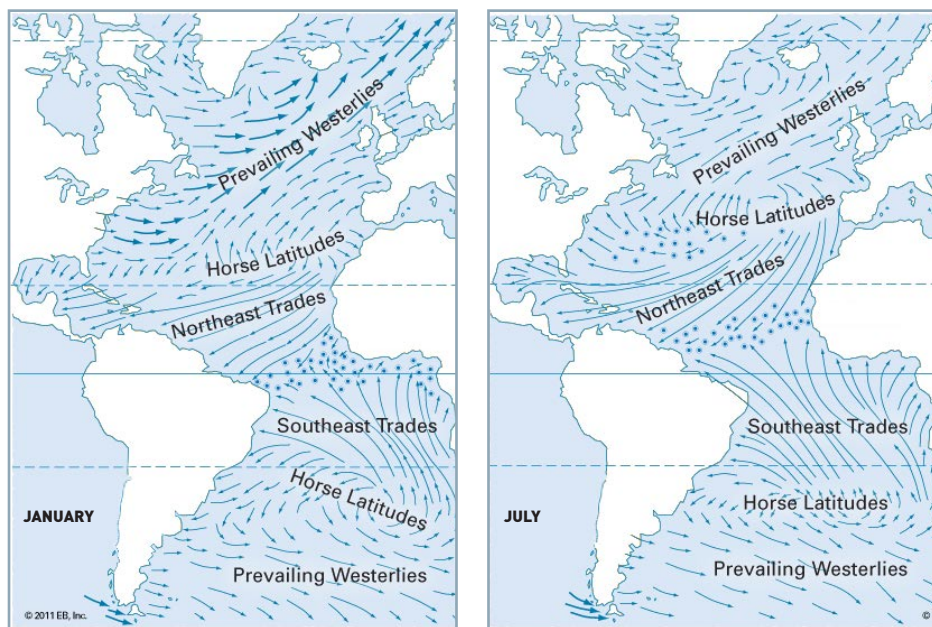 Prevailing Westerlies
Horse Latitudes
Northeast Trades
Southeast Trades
Horse Latitudes
JANUARY
Prevailing Westerlies
© 2011 EB, Inc.
Prevailing Westerlies
Horse Latitudes
Northeast Trades
Southeast Trades
Horse Latitudes
JULY
Prevailing Westerlies
©